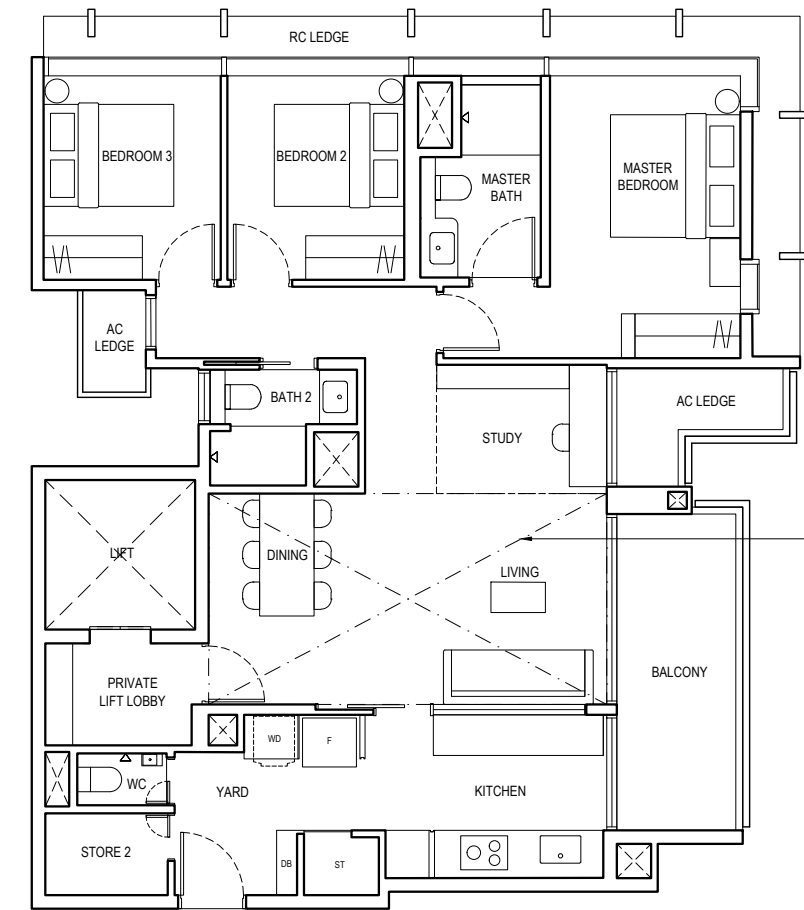 RC LEDGE
BEDROOM 3
BEDROOM 2
MASTER
BATH
MASTER
BEDROOM
AC
LEDGE
BATH 2
AC LEDGE
STUDY
LIFT
DINING
LIVING
BALCONY
PRIVATE
LIFT LOBBY
WD
F
WC
YARD
KITCHEN
STORE 2
DB
ST